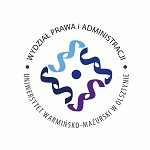 WYDZIAŁ PRAWA i ADMINISTRACJI
UNIWERSYTET WARMIŃSKO-MAZURSKI W OLSZTYNIE